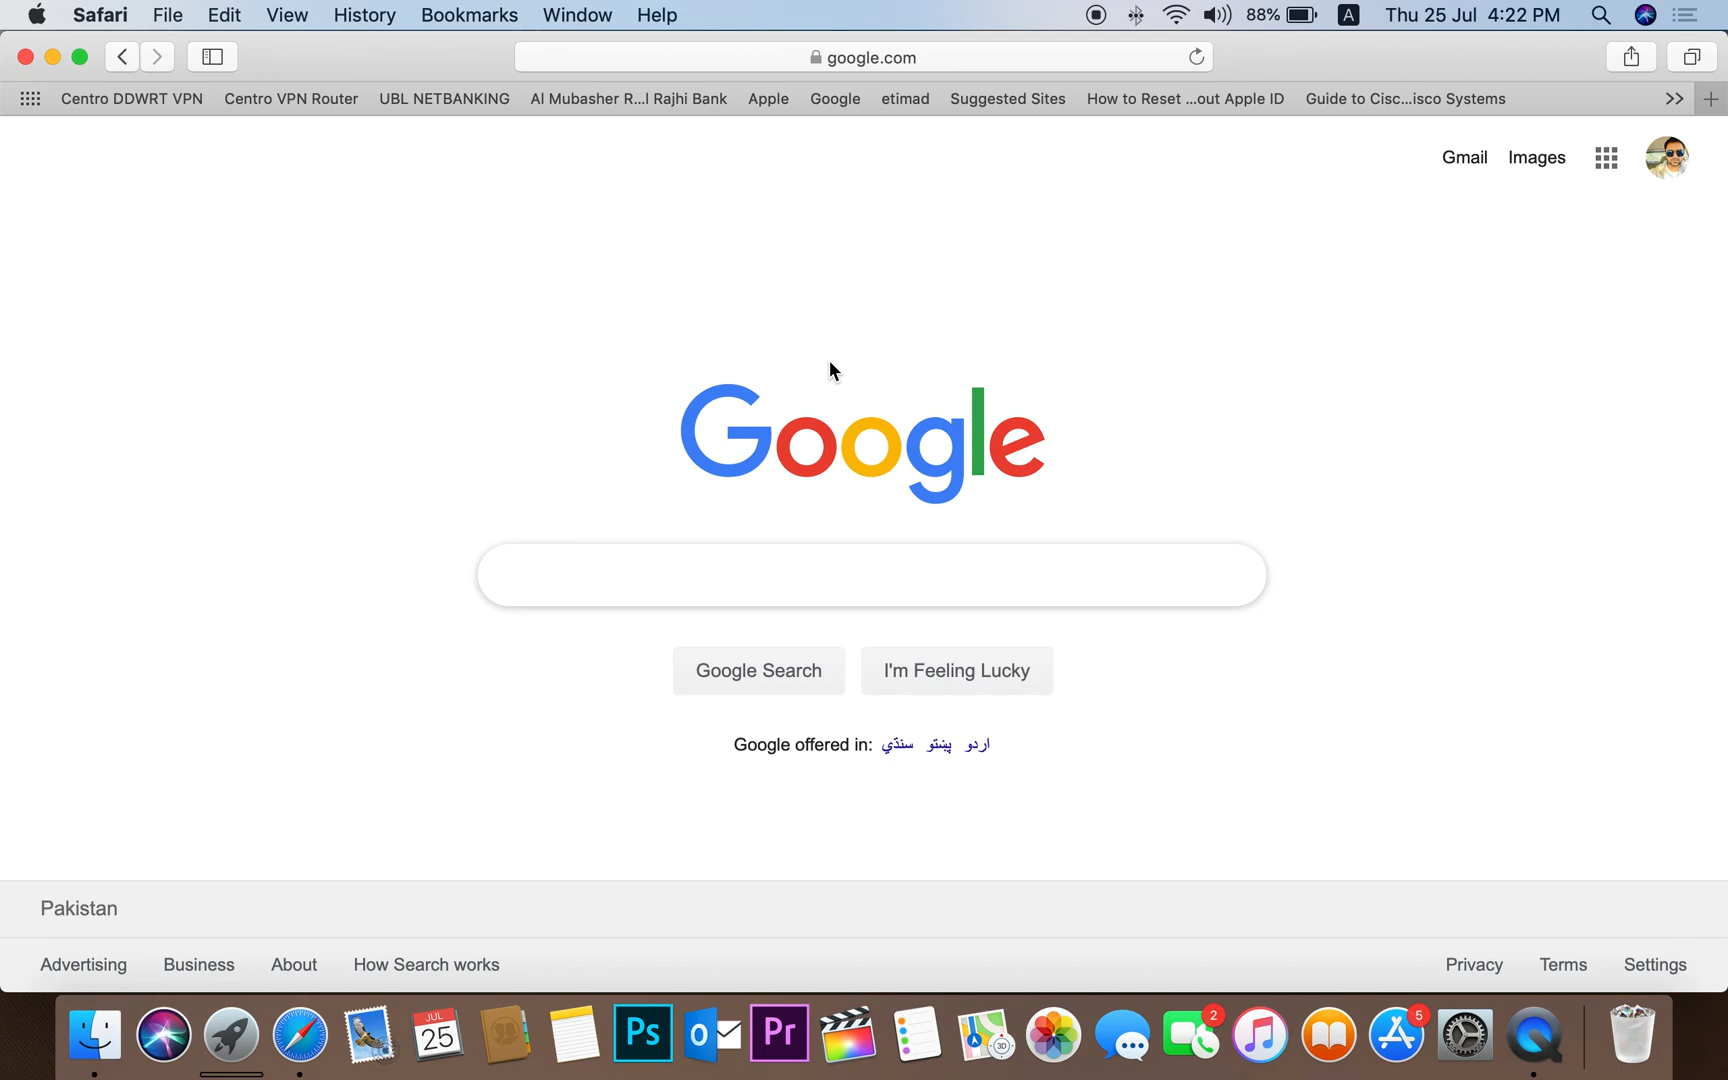 Safari File Edit View History Bookmarks Window Help 88% A Thu 25 Jul 4:22 PM
google.com
Centro DDWRT VPN Centro VPN Router UBL NETBANKING Al Mubasher R...l Rajhi Bank Apple Google etimad Suggested Sites How to Reset ...out Apple ID Guide to Cisc...isco Systems
Gmail Images
Google
Google Search I'm Feeling Lucky
Google offered in: اردو پښتو سنڌي
Pakistan
Advertising Business About How Search works Privacy Terms Settings
JUL 2 5
25 Ps O Pr 3D